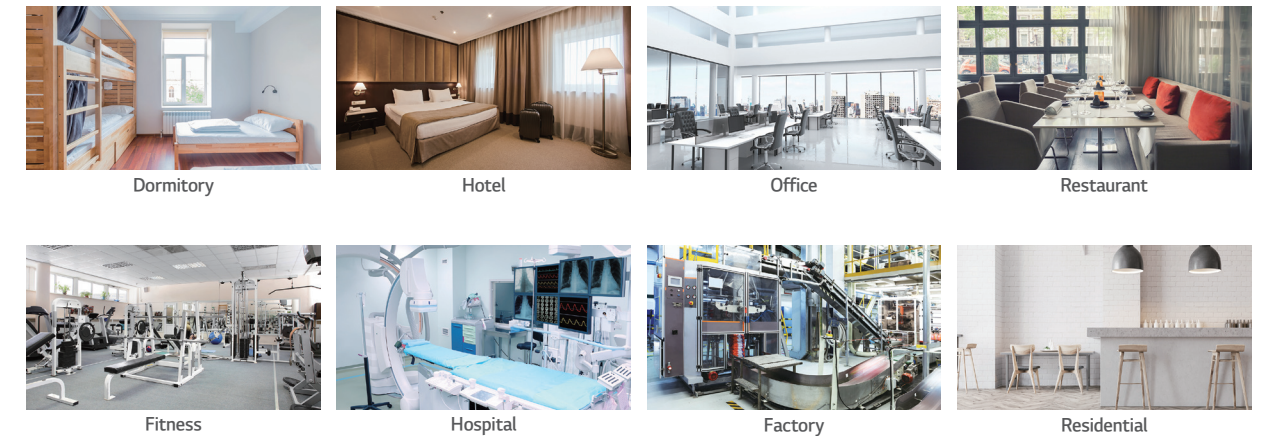 Dormitory
Hotel
Office
Restaurant
Fitness
Hospital
Factory
Residential